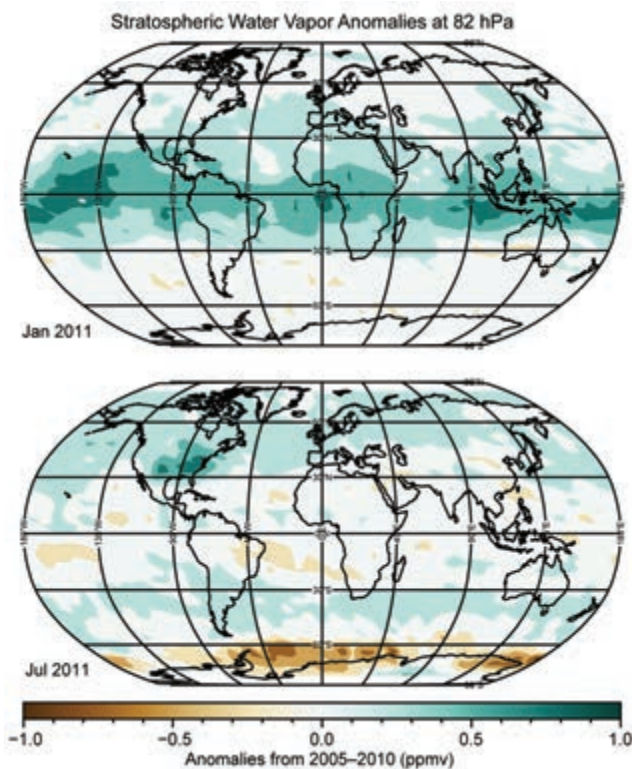 Stratospheric Water Vapor Anomalies at 82 hPa
Jan 2011
30°N
Jul 2011
−1.0 −0.5 0.0 0.5 1.0
Anomalies from 2005–2010 (ppmv)